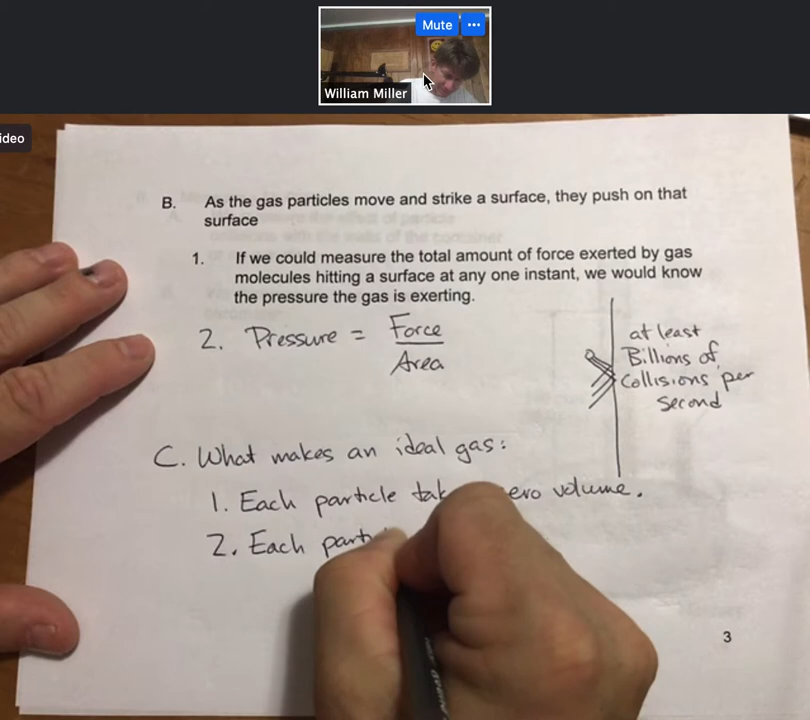 Mute
William Miller
ideo
B. As the gas particles move and strike a surface, they push on that
surface
1. If we could measure the total amount of force exerted by gas
molecules hitting a surface at any one instant, we would know
the pressure the gas is exerting.
2. Pressure = Force
Area
at least
Billions of
Collisions per
second
C. What makes an ideal gas:
1. Each particle tak ero volume.
2. Each parti
3